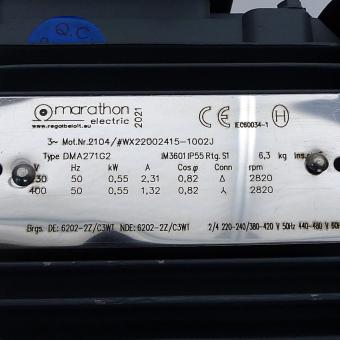 Q.C.
marathon
electric
www.regalbeloit.eu
2021
CE
IEC60034-1
H
3~ Mot.Nr.2104/#WX22002415-1002J
Type DMA271G2 IM3601 IP55 Rtg. S1 6,3 kg Ins.
V Hz kW A Cosφ Conn rpm
30 50 0,55 2,31 0,82 Δ 2820
400 50 0,55 1,32 0,82 2820
Brgs. DE: 6202-2Z/C3WT NDE: 6202-2Z/C3WT 2/4 220-240/380-420 V 50Hz 440-480 V 60H